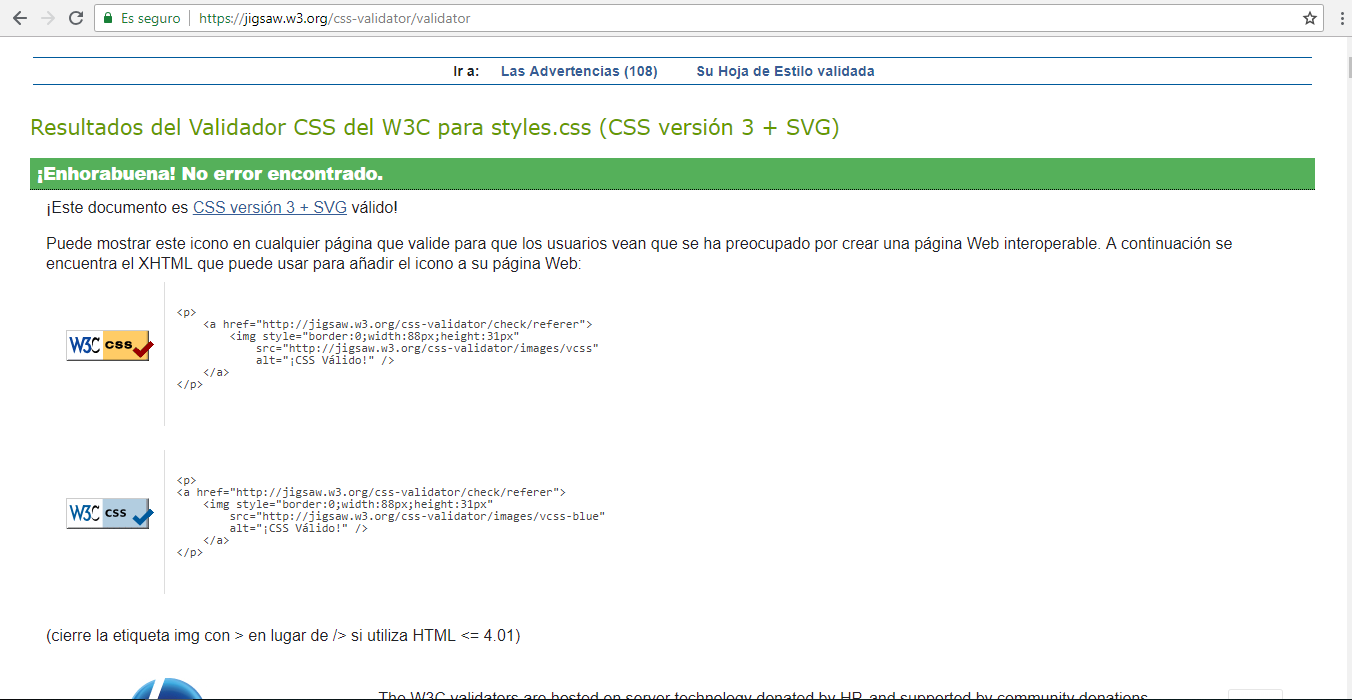 Es seguro | https://jigsaw.w3.org/css-validator/validator
Ir a: Las Advertencias (108) Su Hoja de Estilo validada
Resultados del Validador CSS del W3C para styles.css (CSS versión 3 + SVG)
¡Enhorabuena! No error encontrado.
¡Este documento es CSS versión 3 + SVG válido!
Puede mostrar este icono en cualquier página que valide para que los usuarios vean que se ha preocupado por crear una página Web interoperable. A continuación se
encuentra el XHTML que puede usar para añadir el icono a su página Web:
<p>
<a href="http://jigsaw.w3.org/css-validator/check/referer">
<img style="border:0;width:88px;height:31px"
W3C css
src="http://jigsaw.w3.org/css-validator/images/vcss"
alt="¡CSS Válido!" />
</a>
</p>
<p>
<a href="http://jigsaw.w3.org/css-validator/check/referer">
<img style="border:0;width:88px;height:31px"
W3C css
src="http://jigsaw.w3.org/css-validator/images/vcss-blue"
alt="¡CSS Válido!" />
</a>
</p>
(cierre la etiqueta img con > en lugar de /> si utiliza HTML <= 4.01)
The W3C validators are hosted on server technology donated by HP, and supported by community donations.